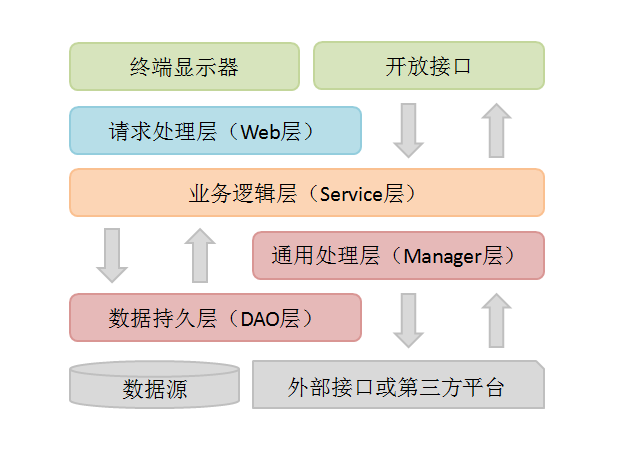 终端显示器
开放接口
请求处理层（Web层）
业务逻辑层（Service层）
通用处理层（Manager层）
数据持久层（DAO层）
数据源
外部接口或第三方平台